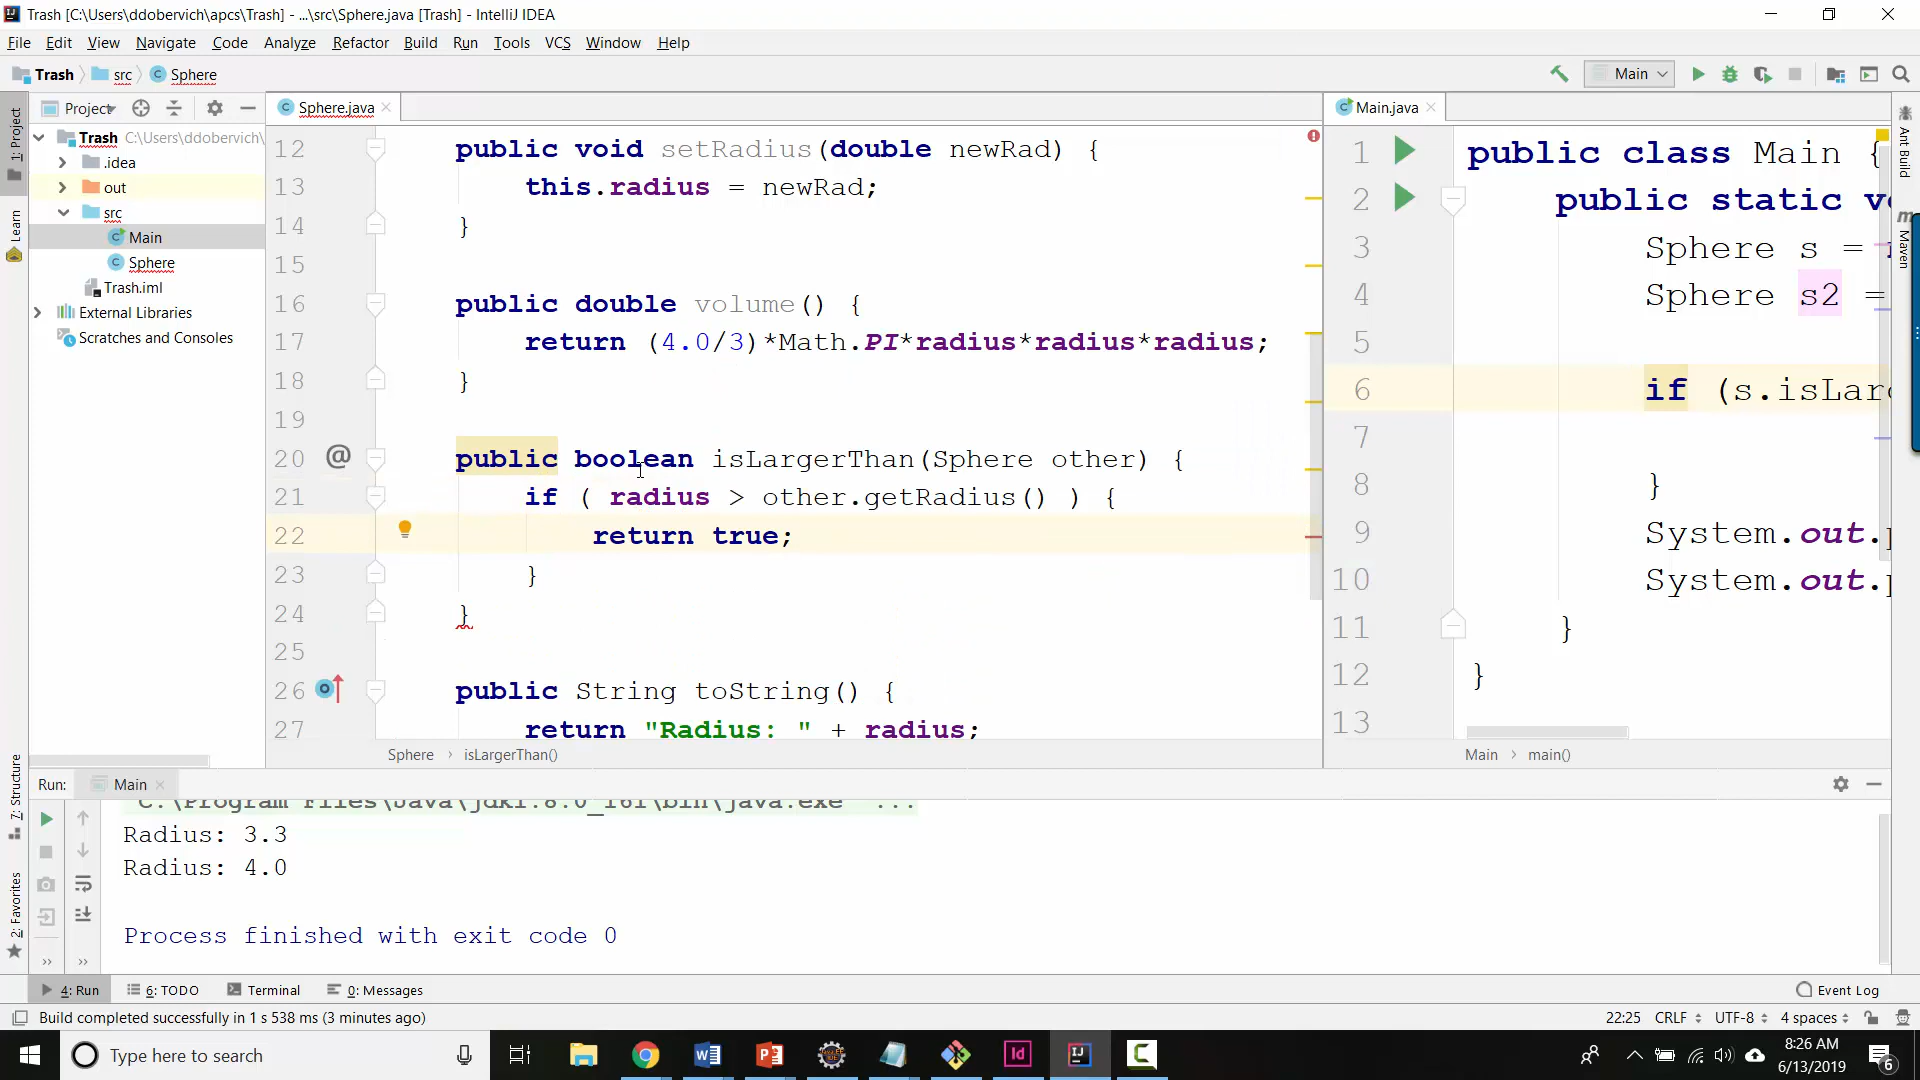 Trash [C:\Users\ddobervich\apcs\Trash] - ...\src\Sphere.java [Trash] - IntelliJ IDEA
File Edit View Navigate Code Analyze Refactor Build Run Tools VCS Window Help
Trash src Sphere
Main
1: Project
Learn
7: Structure
2: Favorites
Project
Trash C:\Users\ddobervich\
.idea
out
src
Main
Sphere
Trash.iml
External Libraries
Scratches and Consoles
Sphere.java
12 public void setRadius(double newRad) {
13 this.radius = newRad;
14 }
15
16 public double volume() {
17 return (4.0/3)*Math.PI*radius*radius*radius;
18 }
19
20 @ public boolean isLargerThan(Sphere other) {
21 if ( radius > other.getRadius() ) {
22 return true;
23 }
24 }
25
26 public String toString() {
27 return "Radius: " + radius;
Sphere isLargerThan()
Main.java
1 public class Main {
2 public static v
3 Sphere s =
4 Sphere s2 =
5
6 if (s.isLar
7
8 }
9 System.out.p
10 System.out.p
11 }
12 }
13
Main main()
Ant Build
Maven
Run: Main
C:\Program Files\Java\jdk1.8.0_161\bin\java.exe" ...
Radius: 3.3
Radius: 4.0
Process finished with exit code 0
4: Run 6: TODO Terminal 0: Messages Event Log
Build completed successfully in 1 s 538 ms (3 minutes ago) 22:25 CRLF UTF-8 4 spaces
Type here to search
8:26 AM
6/13/2019
6